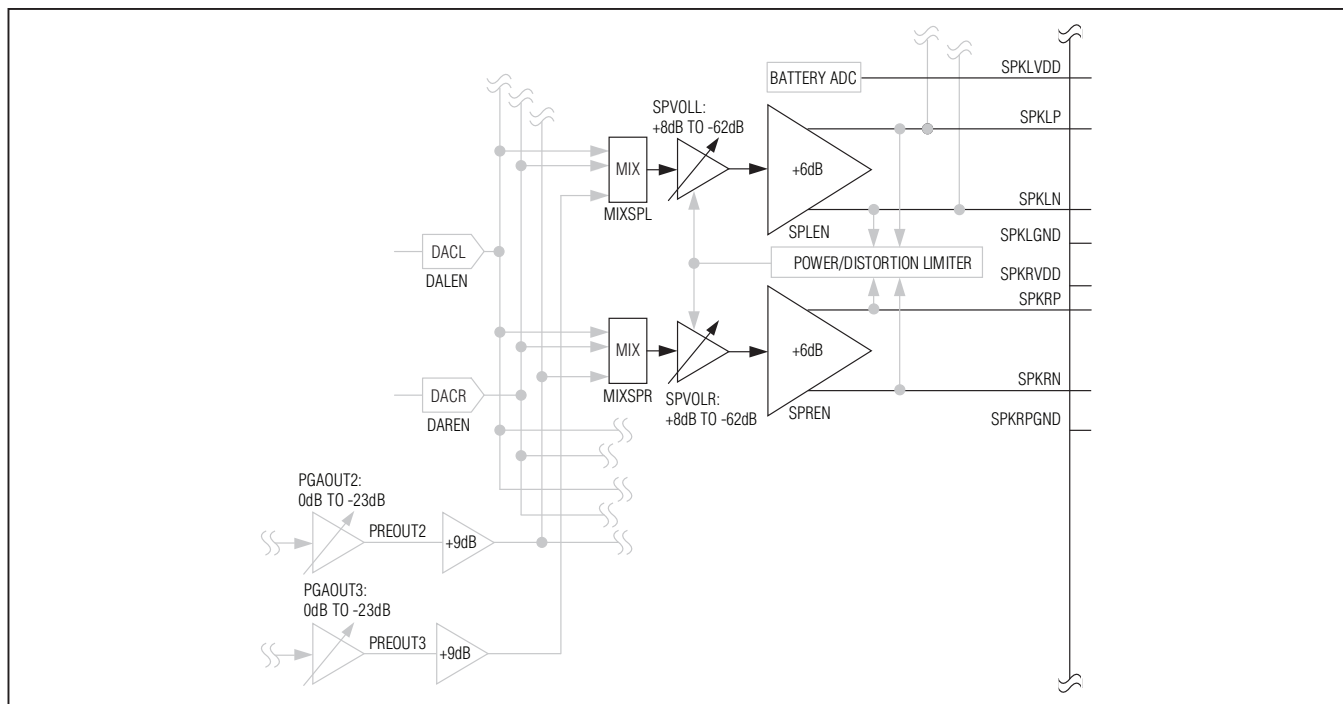 BATTERY ADC
SPKLVDD
SPVOLL:
+8dB TO -62dB
SPKLP
MIX
+6dB
MIXSPL
SPKLN
SPLEN
SPKLGND
DACL
DALEN
POWER/DISTORTION LIMITER
SPKRVDD
SPKRP
MIX
+6dB
MIXSPR
SPVOLR:
+8dB TO -62dB
SPKRN
SPREN
DACR
DAREN
SPKRPGND
PGAOUT2:
0dB TO -23dB
PREOUT2
+9dB
PGAOUT3:
0dB TO -23dB
PREOUT3
+9dB